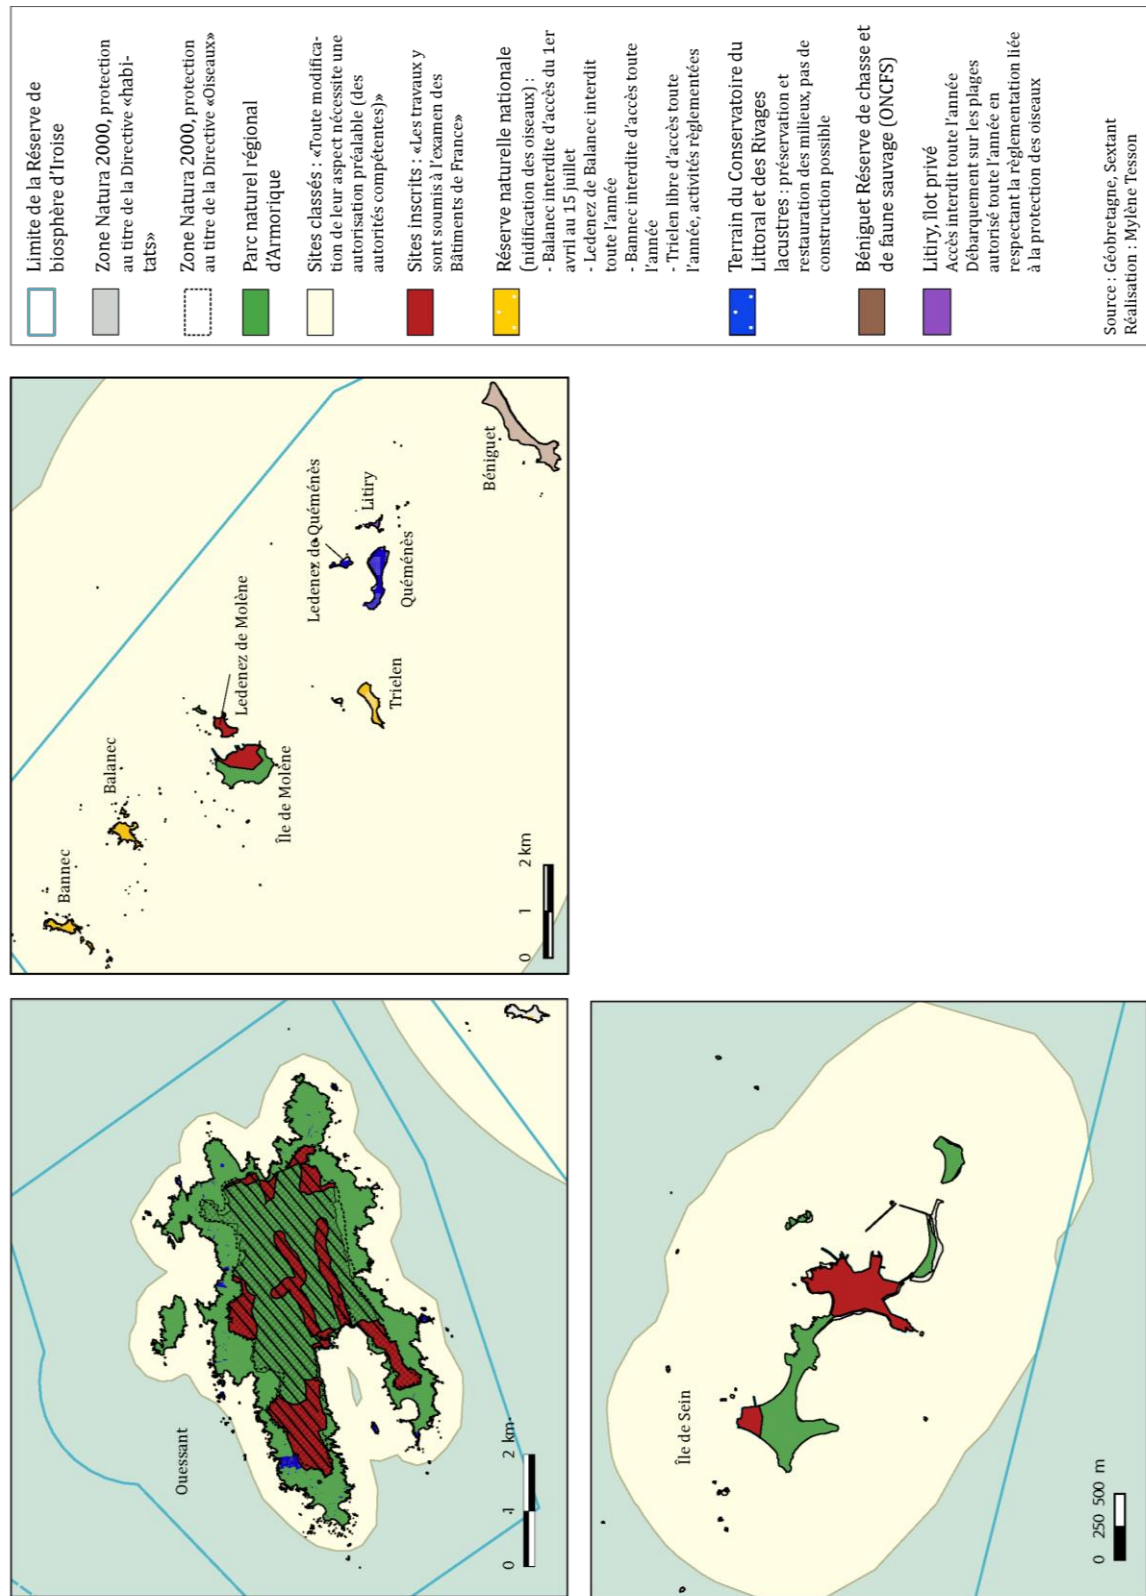 Ouessant
0 1 2 km
Bannec
Balanec
Ledenez de Molène
Île de Molène
Ledenez de Quéménès
Litiry
Trielen
Quéménès
Béniguet
0 1 2 km
Île de Sein
0 250 500 m
Limite de la Réserve de
biosphère d'Iroise
Zone Natura 2000, protection
au titre de la Directive «habi-
tats»
Zone Natura 2000, protection
au titre de la Directive «Oiseaux»
Parc naturel régional
d'Armorique
Sites classés : «Toute modifica-
tion de leur aspect nécessite une
autorisation préalable (des
autorités compétentes)»
Sites inscrits : «Les travaux y
sont soumis à l'examen des
Bâtiments de France»
Réserve naturelle nationale
(nidification des oiseaux) :
- Balanec interdite d'accès du 1er
avril au 15 juillet
- Ledenez de Balanec interdit
toute l'année
- Bannec interdite d'accès toute
l'année
- Trielen libre d'accès toute
l'année, activités règlementées
Terrain du Conservatoire du
Littoral et des Rivages
lacustres : préservation et
restauration des milieux, pas de
construction possible
Béniguet Réserve de chasse et
de faune sauvage (ONCFS)
Litiry, îlot privé
Accès interdit toute l'année
Débarquement sur les plages
autorisé toute l'année en
respectant la règlementation liée
à la protection des oiseaux
Source : Géobretagne, Sextant
Réalisation : Mylène Tesson